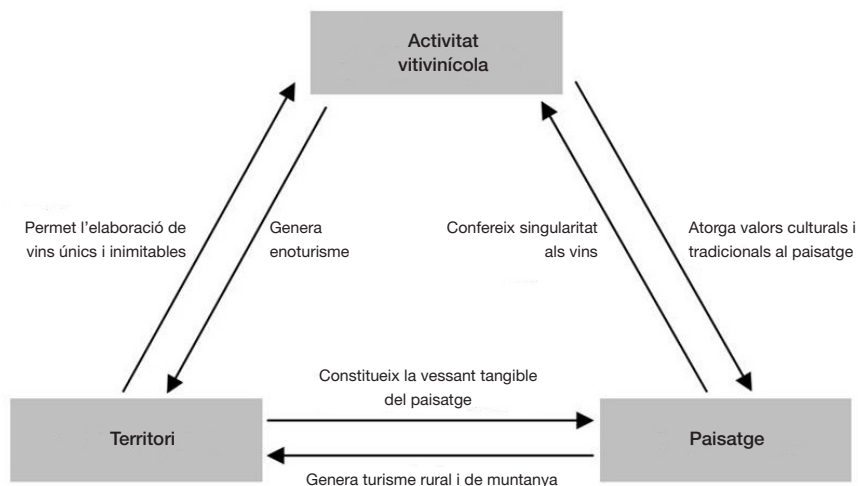 Activitat
vitivinícola
Permet l'elaboració de
vins únics i inimitables
Genera
enoturisme
Confereix singularitat
als vins
Atorga valors culturals i
tradicionals al paisatge
Constitueix la vessant tangible
del paisatge
Territori
Paisatge
Genera turisme rural i de muntanya